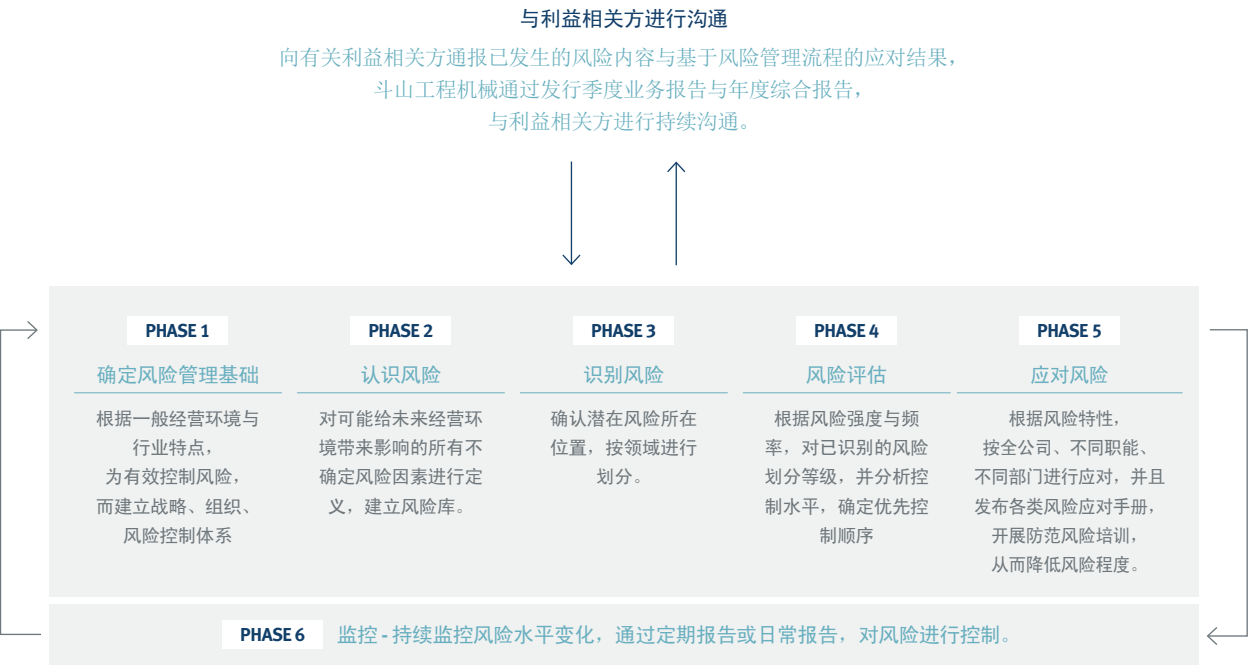 与利益相关方进行沟通
向有关利益相关方通报已发生的风险内容与基于风险管理流程的应对结果，
斗山工程机械通过发行季度业务报告与年度综合报告，
与利益相关方进行持续沟通。
PHASE 1
确定风险管理基础
根据一般经营环境与
行业特点，
为有效控制风险，
而建立战略、组织、
风险控制体系
PHASE 2
认识风险
对可能给未来经营环
境带来影响的所有不
确定风险因素进行定
义，建立风险库。
PHASE 3
识别风险
确认潜在风险所在
位置，按领域进行
划分。
PHASE 4
风险评估
根据风险强度与频
率，对已识别的风险
划分等级，并分析控
制水平，确定优先控
制顺序
PHASE 5
应对风险
根据风险特性，
按全公司、不同职能、
不同部门进行应对，并且
发布各类风险应对手册，
开展防范风险培训，
从而降低风险程度。
PHASE 6 监控 - 持续监控风险水平变化，通过定期报告或日常报告，对风险进行控制。